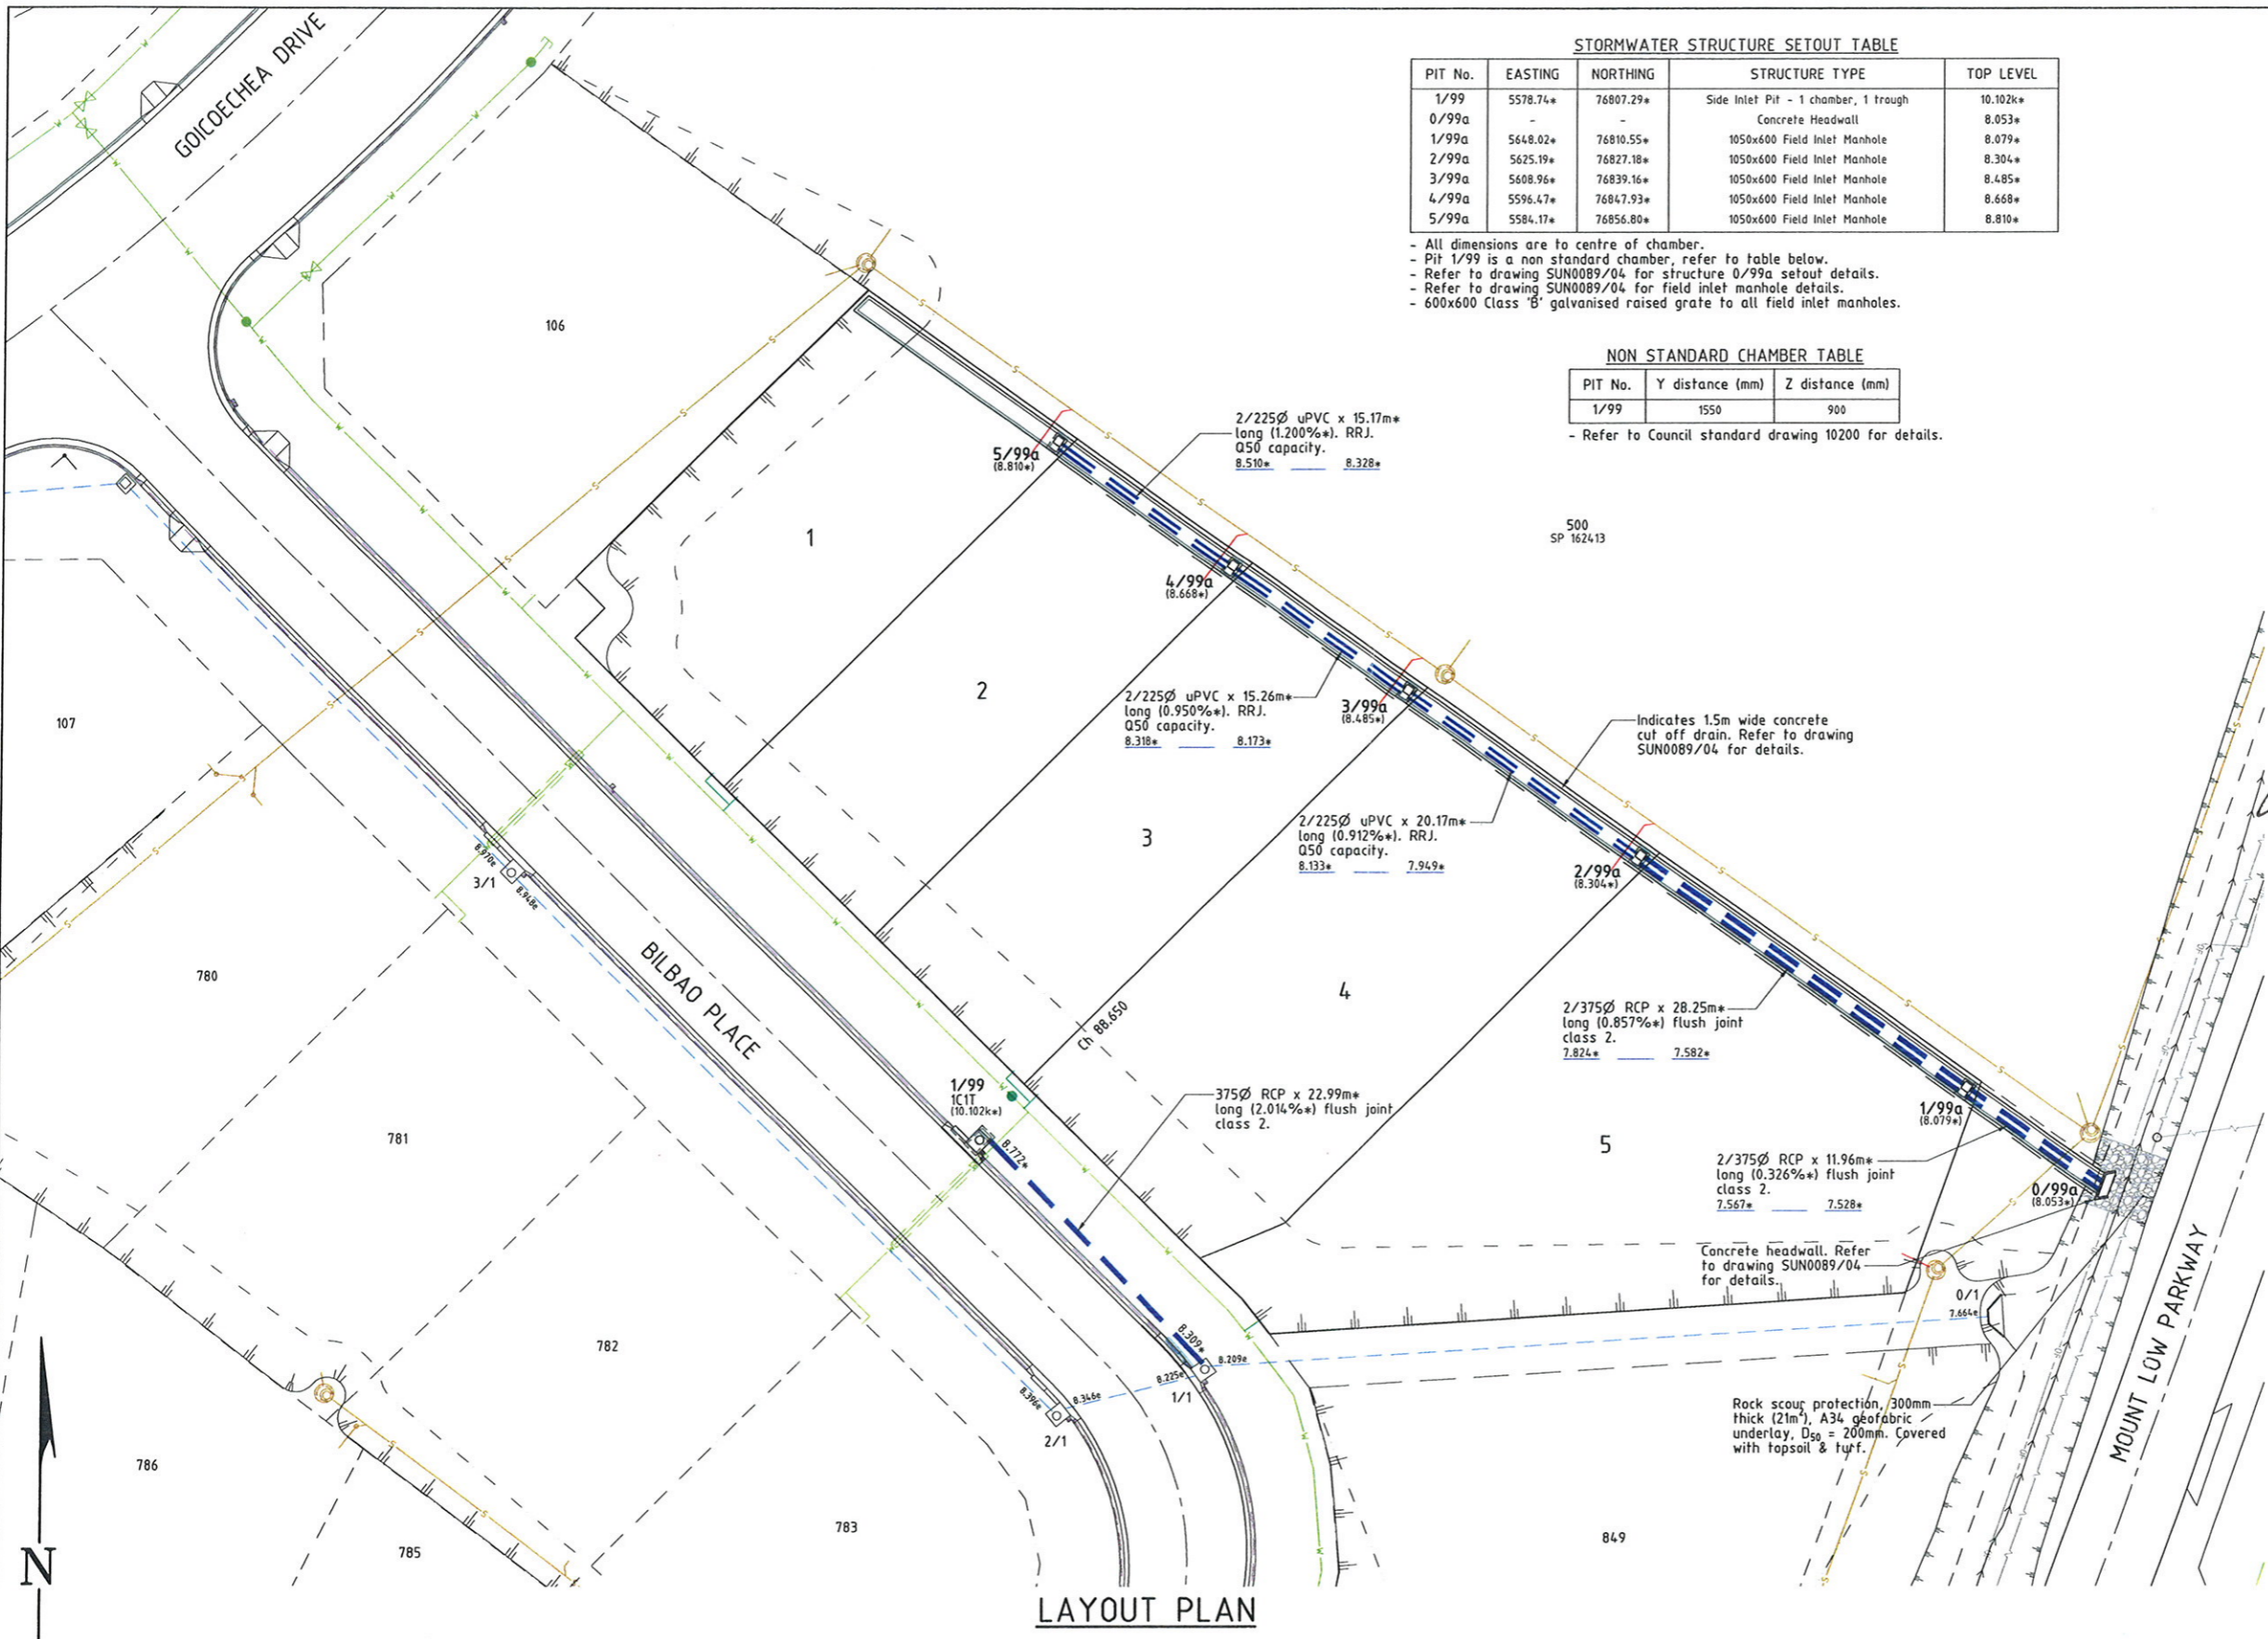 GOICOECHEA DRIVE
STORMWATER STRUCTURE SETOUT TABLE
PIT No. EASTING NORTHING STRUCTURE TYPE TOP LEVEL
1/99 5578.74* 76807.29* Side Inlet Pit - 1 chamber, 1 trough 10.102k*
0/99a - - Concrete Headwall 8.053*
1/99a 5648.02* 76810.55* 1050x600 Field Inlet Manhole 8.079*
2/99a 5625.19* 76827.18* 1050x600 Field Inlet Manhole 8.304*
3/99a 5608.96* 76839.16* 1050x600 Field Inlet Manhole 8.485*
4/99a 5596.47* 76847.93* 1050x600 Field Inlet Manhole 8.668*
5/99a 5584.17* 76856.80* 1050x600 Field Inlet Manhole 8.810*
- All dimensions are to centre of chamber.
- Pit 1/99 is a non standard chamber, refer to table below.
- Refer to drawing SUN0089/04 for structure 0/99a setout details.
- Refer to drawing SUN0089/04 for field inlet manhole details.
- 600x600 Class 'B' galvanised raised grate to all field inlet manholes.
NON STANDARD CHAMBER TABLE
PIT No. Y distance (mm) Z distance (mm)
1/99 1550 900
- Refer to Council standard drawing 10200 for details.
106
2/225Ø uPVC x 15.17m*
long (1.200%*). RRJ.
Q50 capacity.
8.510* 8.328*
5/99a
(8.810*)
1
500
SP 162413
4/99a
(8.668*)
2
2/225Ø uPVC x 15.26m*
long (0.950%*). RRJ.
Q50 capacity.
8.318* 8.173*
3/99a
(8.485*)
107
Indicates 1.5m wide concrete
cut off drain. Refer to drawing
SUN0089/04 for details.
3
2/225Ø uPVC x 20.17m*
long (0.912%*). RRJ.
Q50 capacity.
8.133* 7.949*
2/99a
(8.304*)
8.970e
3/1
8.948e
780
BILBAO PLACE
4
Ch 88.650
2/375Ø RCP x 28.25m*
long (0.857%*) flush joint
class 2.
7.824* 7.582*
1/99
1C1T
(10.102k*)
375Ø RCP x 22.99m*
long (2.014%*) flush joint
class 2.
8.772*
1/99a
(8.079*)
781
5
2/375Ø RCP x 11.96m*
long (0.326%*) flush joint
class 2.
7.567* 7.528*
0/99a
(8.053*)
Concrete headwall. Refer
to drawing SUN0089/04
for details.
0/1
7.664e
MOUNT LOW PARKWAY
782
8.309*
8.209e
8.225e
1/1
8.346e
8.396e
2/1
Rock scour protection, 300mm
thick (21m²), A34 geofabric
underlay, D50 = 200mm. Covered
with topsoil & turf.
786
785
783
849
N
LAYOUT PLAN